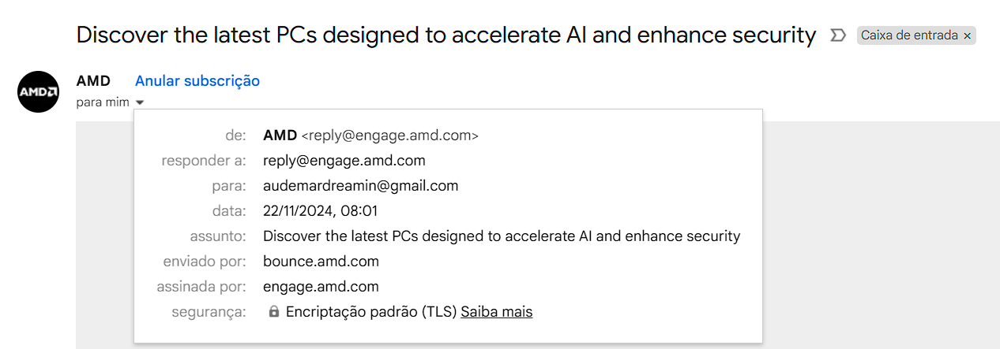 Discover the latest PCs designed to accelerate AI and enhance security Caixa de entrada ×
AMD
AMD Anular subscrição
para mim
de: AMD <reply@engage.amd.com>
responder a: reply@engage.amd.com
para: audemardreamin@gmail.com
data: 22/11/2024, 08:01
assunto: Discover the latest PCs designed to accelerate AI and enhance security
enviado por: bounce.amd.com
assinada por: engage.amd.com
segurança: Encriptação padrão (TLS) Saiba mais